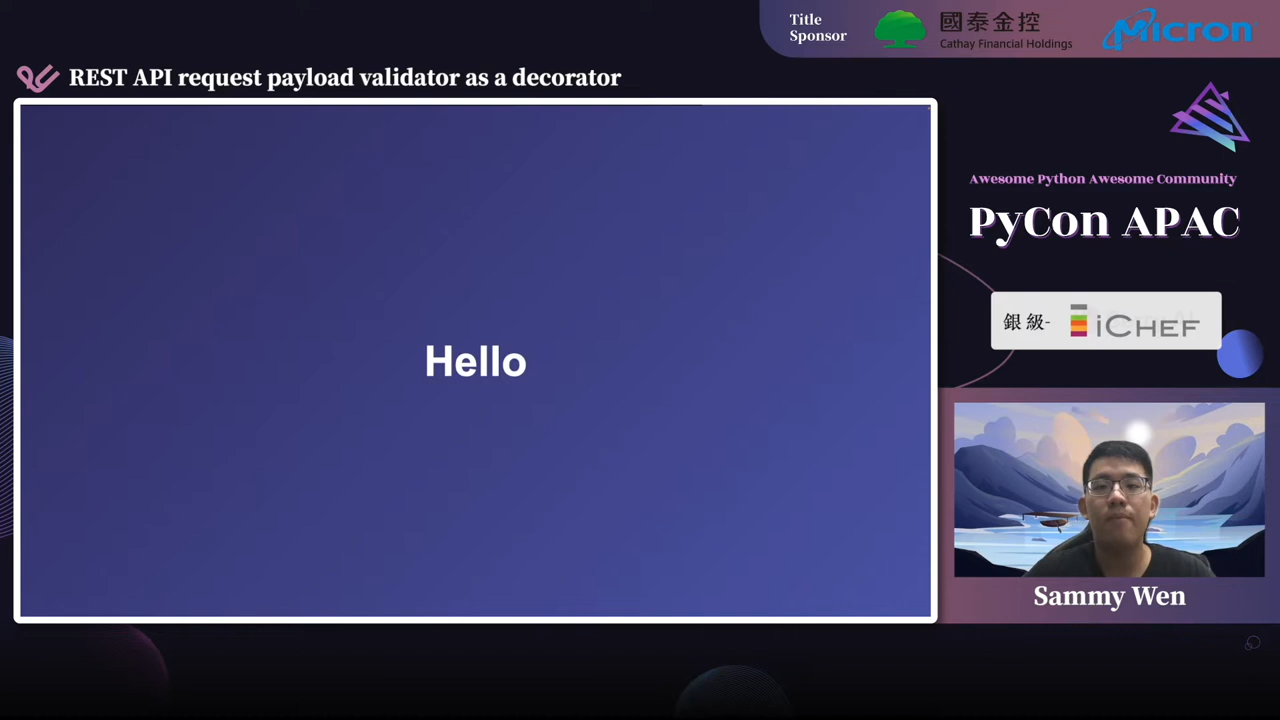 Title
Sponsor
國泰金控
Cathay Financial Holdings
Micron
REST API request payload validator as a decorator
Awesome Python Awesome Community
PyCon APAC
銀級-
iCHEF
Hello
Sammy Wen